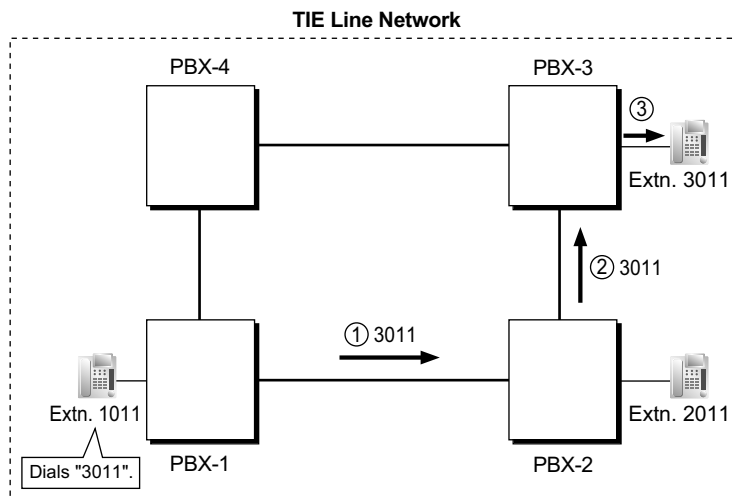 TIE Line Network
PBX-4
PBX-3
③
Extn. 3011
② 3011
① 3011
Extn. 1011
Extn. 2011
Dials "3011".
PBX-1
PBX-2